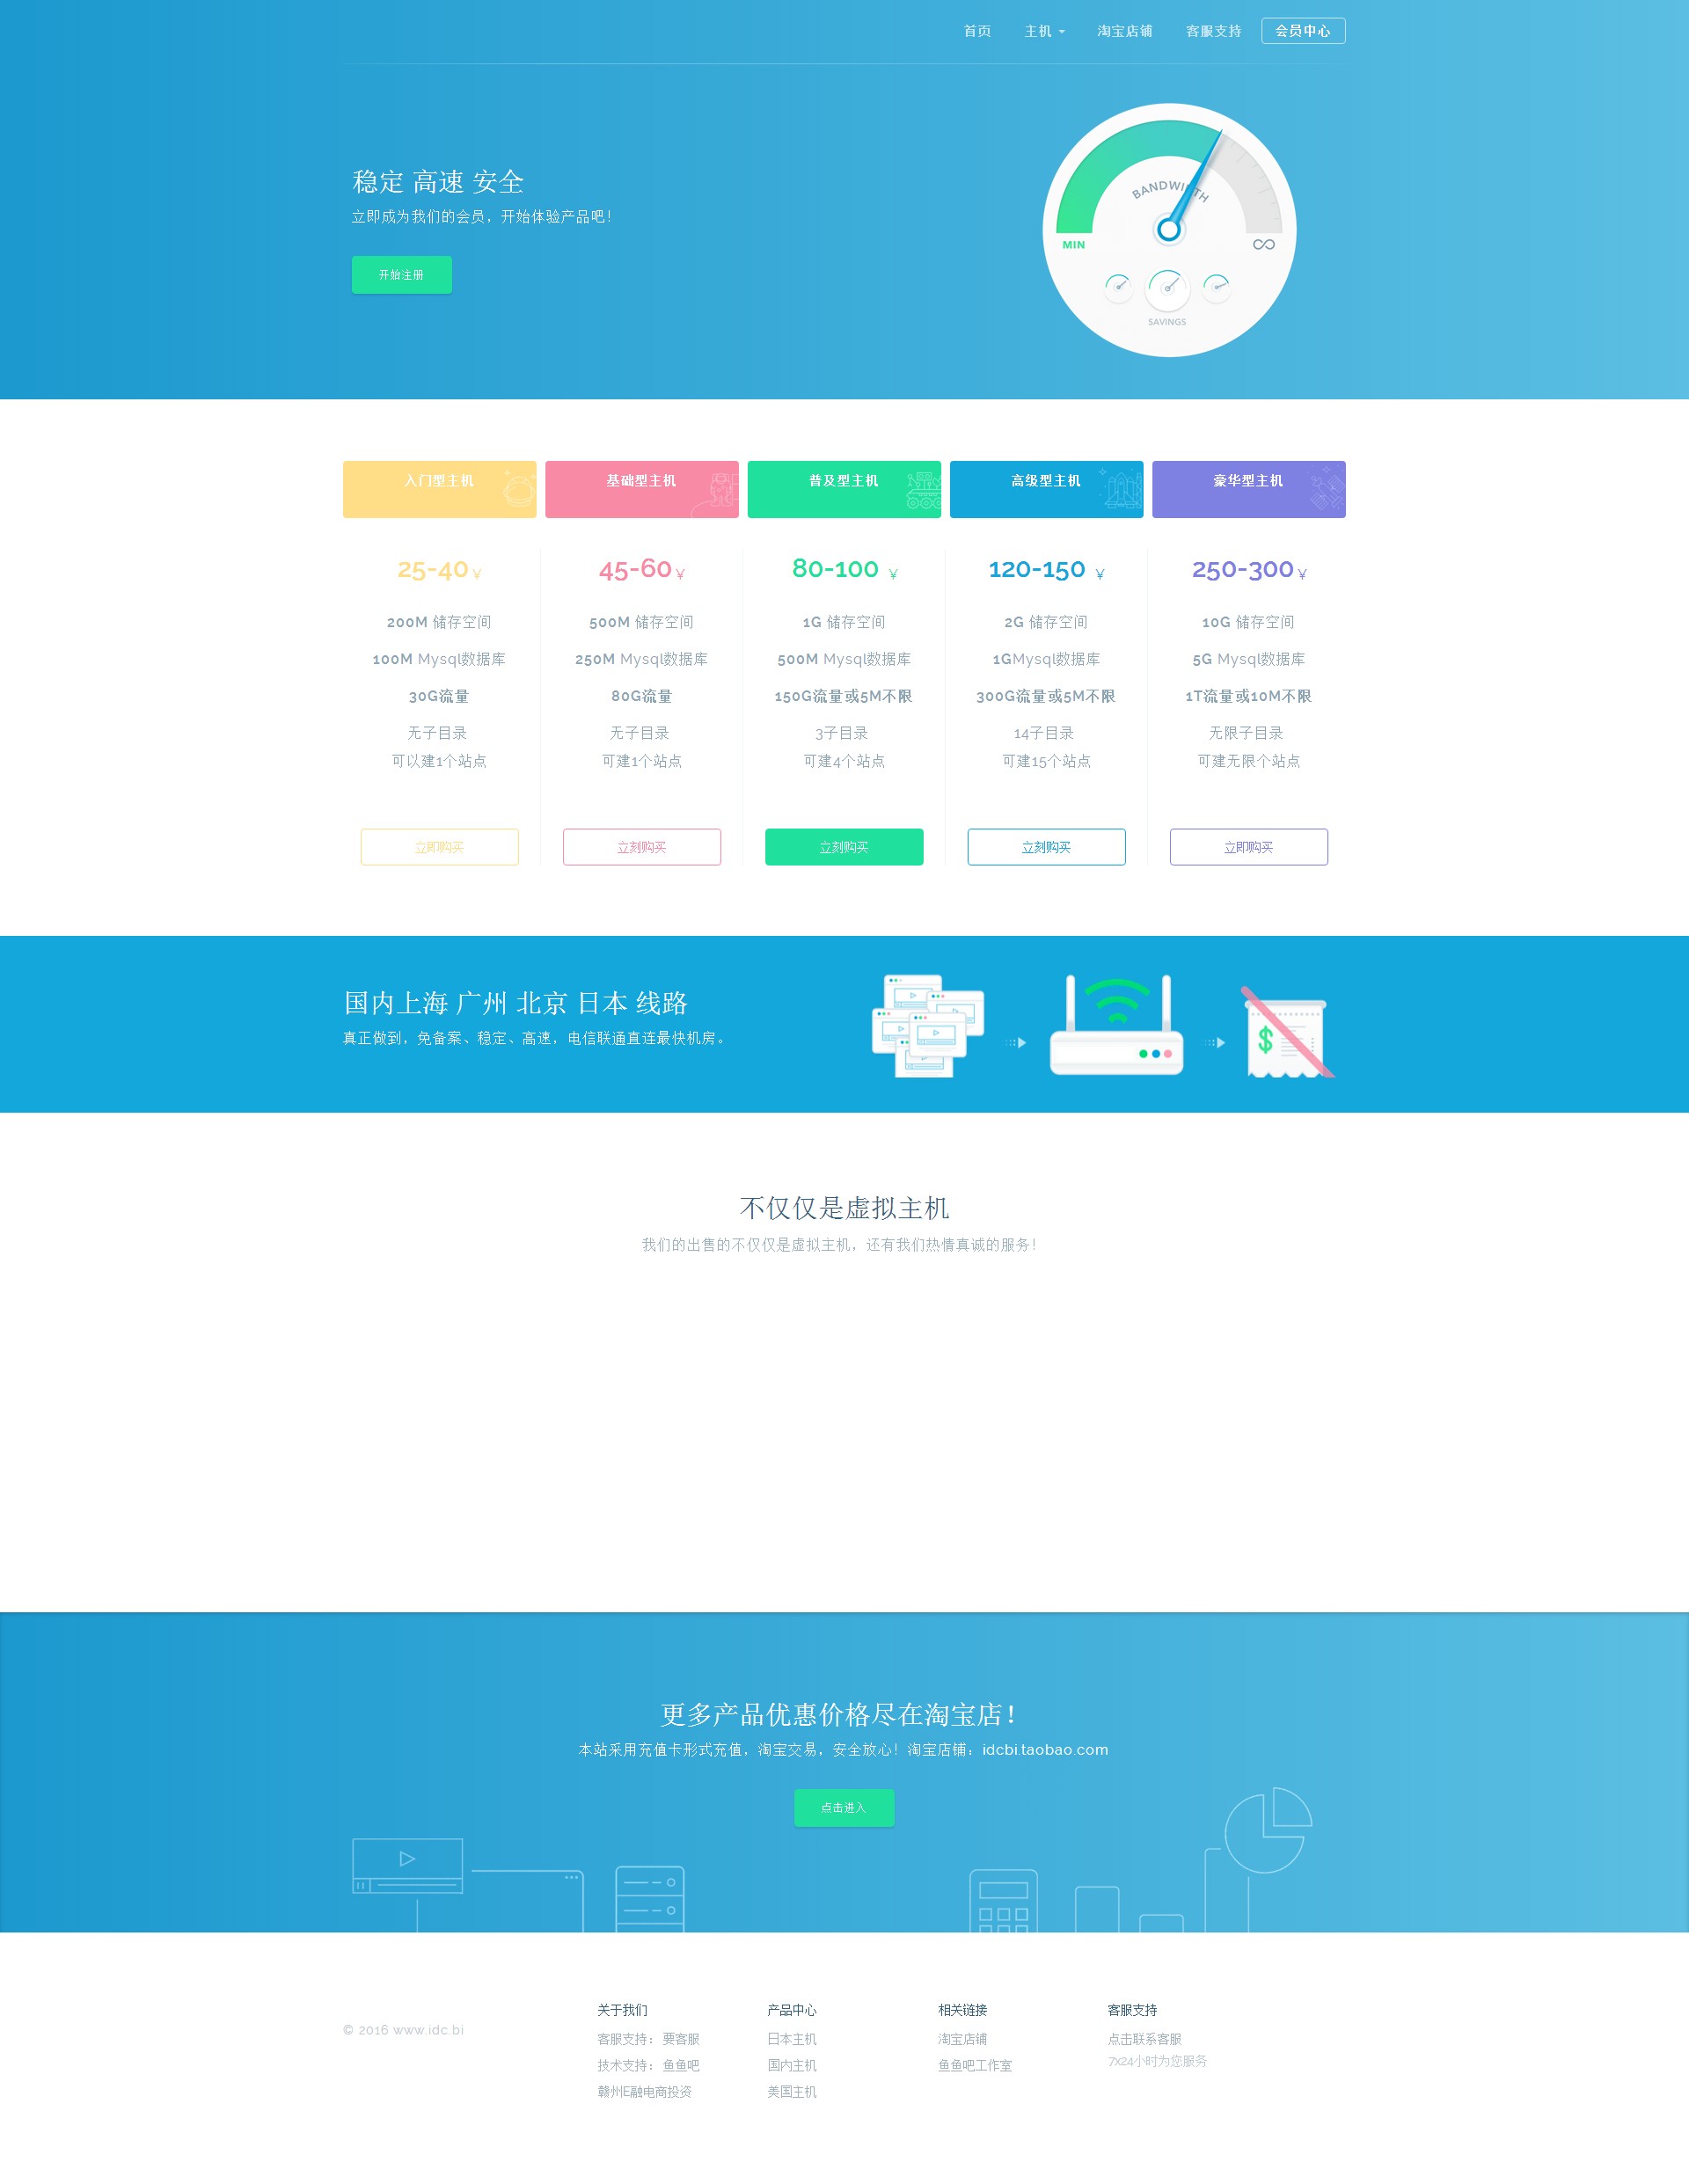 首页 主机 淘宝店铺 客服支持 会员中心
稳定 高速 安全
立即成为我们的会员，开始体验产品吧！
开始注册
BANDWIDTH
MIN
SAVINGS
入门型主机 基础型主机 普及型主机 高级型主机 豪华型主机
25-40 ¥ 45-60 ¥ 80-100 ¥ 120-150 ¥ 250-300 ¥
200M 储存空间 500M 储存空间 1G 储存空间 2G 储存空间 10G 储存空间
100M Mysql数据库 250M Mysql数据库 500M Mysql数据库 1GMysql数据库 5G Mysql数据库
30G流量 80G流量 150G流量或5M不限 300G流量或5M不限 1T流量或10M不限
无子目录 无子目录 3子目录 14子目录 无限子目录
可以建1个站点 可建1个站点 可建4个站点 可建15个站点 可建无限个站点
立即购买 立刻购买 立刻购买 立刻购买 立即购买
国内上海 广州 北京 日本 线路
真正做到，免备案、稳定、高速，电信联通直连最快机房。
$
不仅仅是虚拟主机
我们的出售的不仅仅是虚拟主机，还有我们热情真诚的服务！
更多产品优惠价格尽在淘宝店！
本站采用充值卡形式充值，淘宝交易，安全放心！淘宝店铺：idcbi.taobao.com
点击进入
© 2016 www.idc.bi
关于我们
客服支持： 要客服
技术支持： 鱼鱼吧
赣州E融电商投资
产品中心
日本主机
国内主机
美国主机
相关链接
淘宝店铺
鱼鱼吧工作室
客服支持
点击联系客服
7x24小时为您服务